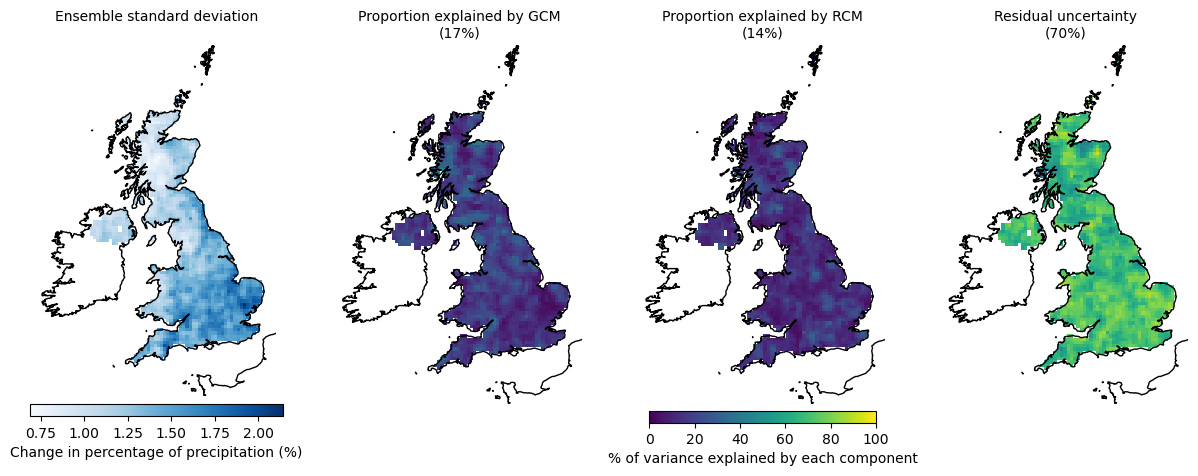 Ensemble standard deviation
Proportion explained by GCM
(17%)
Proportion explained by RCM
(14%)
Residual uncertainty
(70%)
0.75 1.00 1.25 1.50 1.75 2.00
Change in percentage of precipitation (%)
0 20 40 60 80 100
% of variance explained by each component